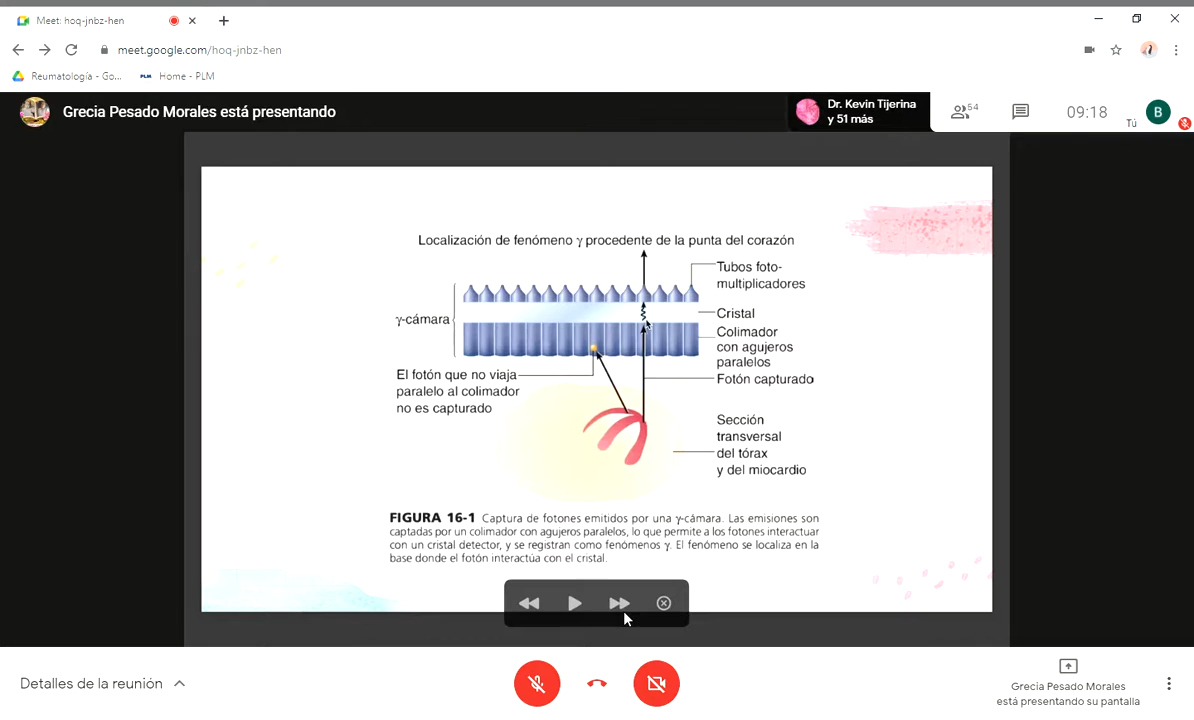 Meet: hoq-jnbz-hen
meet.google.com/hoq-jnbz-hen
Reumatología - Go...
PLM Home - PLM
Grecia Pesado Morales está presentando
Dr. Kevin Tijerina
y 51 más
54
09:18
Tú
B
Localización de fenómeno γ procedente de la punta del corazón
Tubos foto-
multiplicadores
γ-cámara
Cristal
Colimador
con agujeros
paralelos
Fotón capturado
El fotón que no viaja
paralelo al colimador
no es capturado
Sección
transversal
del tórax
y del miocardio
FIGURA 16-1 Captura de fotones emitidos por una γ-cámara. Las emisiones son
captadas por un colimador con agujeros paralelos, lo que permite a los fotones interactuar
con un cristal detector, y se registran como fenómenos γ. El fenómeno se localiza en la
base donde el fotón interactúa con el cristal.
Detalles de la reunión
Grecia Pesado Morales
está presentando su pantalla